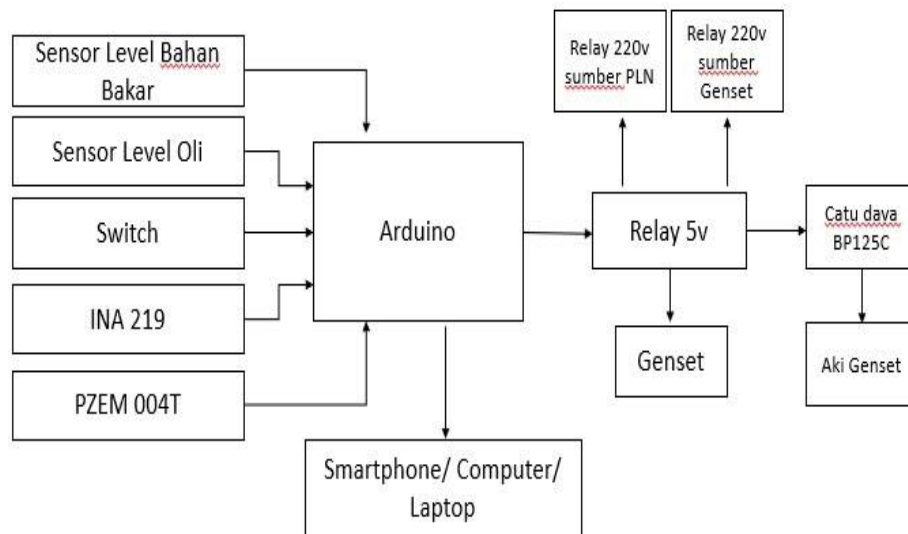 Sensor Level Bahan
Bakar
Sensor Level Oli
Switch
INA 219
PZEM 004T
Arduino
Smartphone/ Computer/
Laptop
Relay 220v
sumber PLN
Relay 220v
sumber
Genset
Relay 5v
Genset
Catu daya
BP125C
Aki Genset